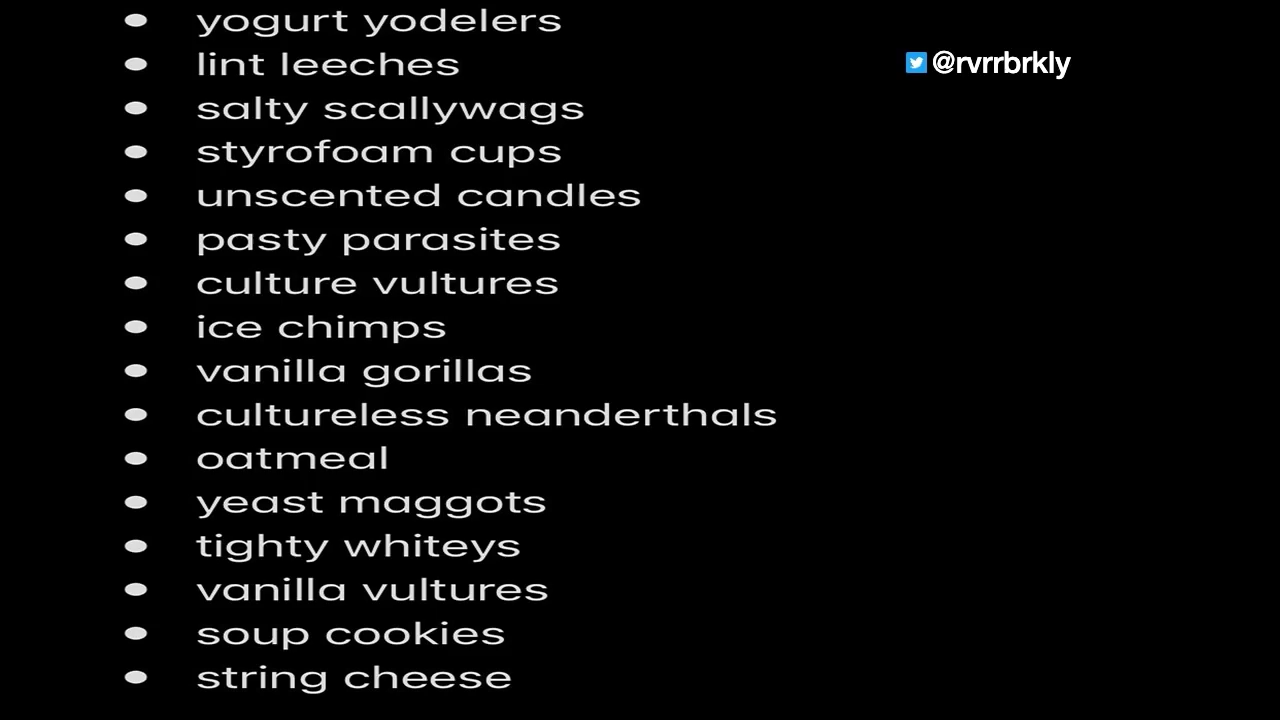 • yogurt yodelers
• lint leeches
@rvrrbrkly
• salty scallywags
• styrofoam cups
• unscented candles
• pasty parasites
• culture vultures
• ice chimps
• vanilla gorillas
• cultureless neanderthals
• oatmeal
• yeast maggots
• tighty whiteys
• vanilla vultures
• soup cookies
• string cheese